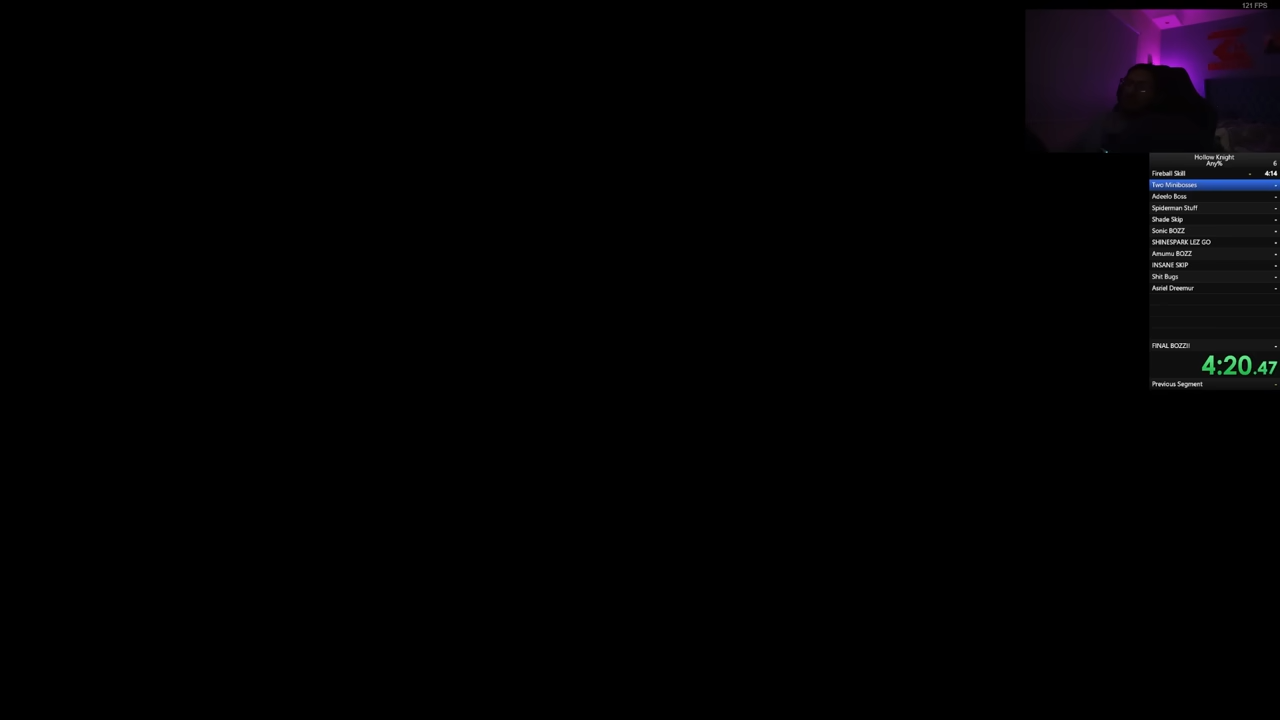 121 FPS
Hollow Knight
Any% 6
Fireball Skill - 4:14
Two Minibosses -
Adeelo Boss -
Spiderman Stuff -
Shade Skip -
Sonic BOZZ -
SHINESPARK LEZ GO -
Amumu BOZZ -
INSANE SKIP -
Shit Bugs -
Asriel Dreemur -
FINAL BOZZ!! -
4:20.47
Previous Segment -